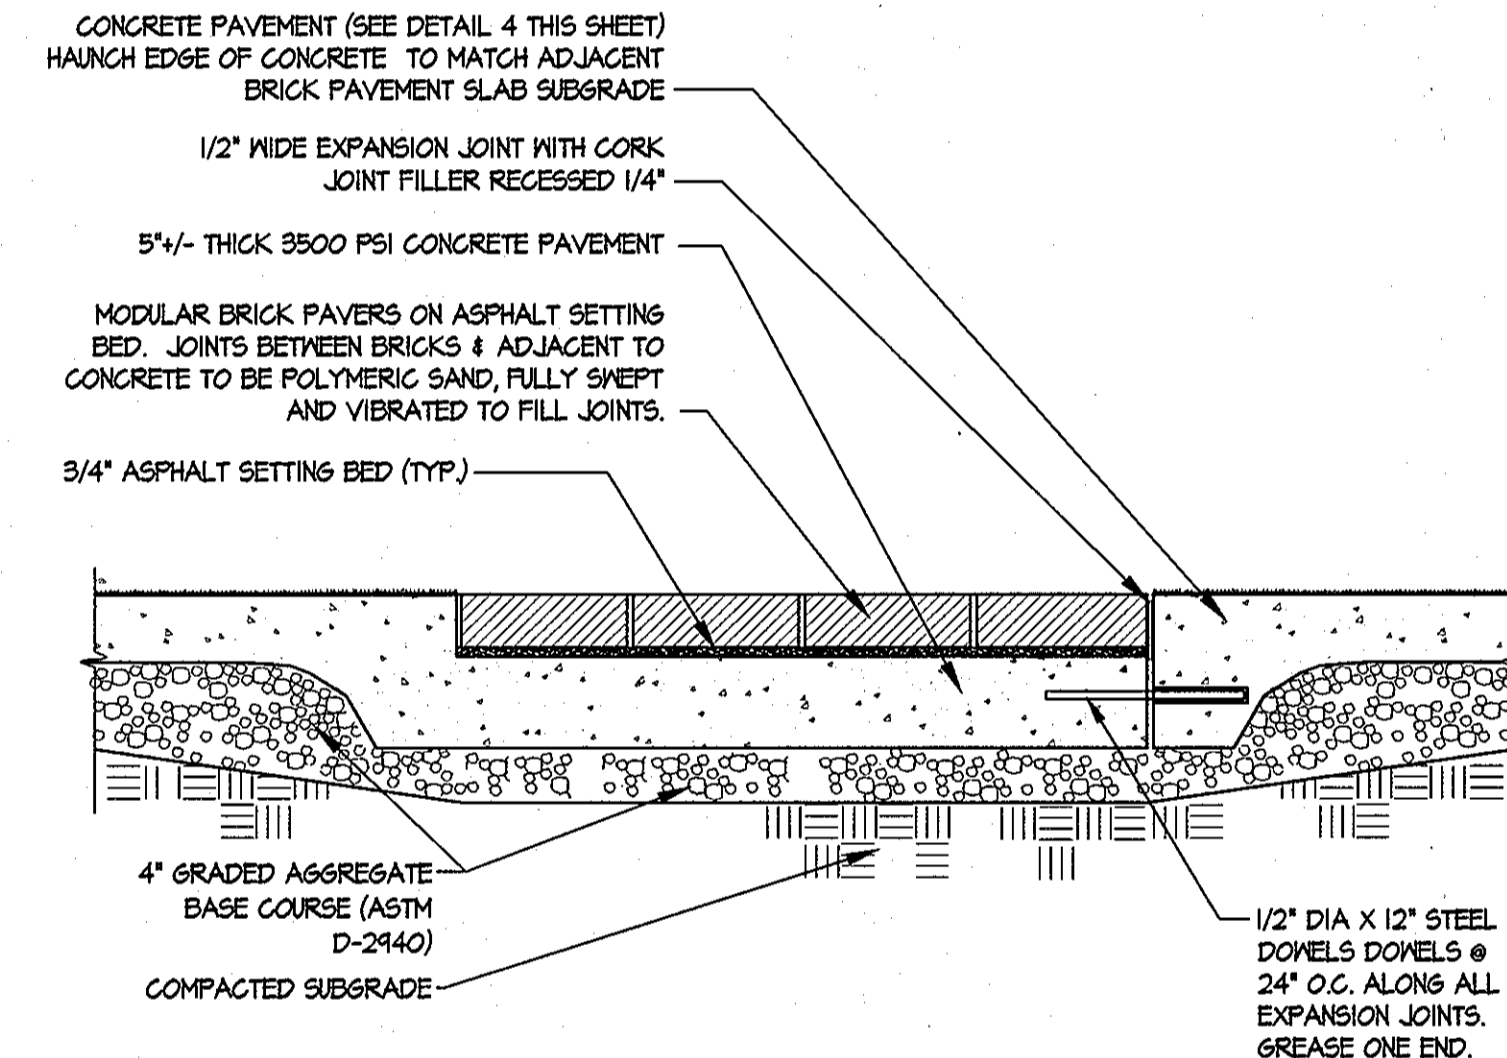 CONCRETE PAVEMENT (SEE DETAIL 4 THIS SHEET)
HAUNCH EDGE OF CONCRETE TO MATCH ADJACENT
BRICK PAVEMENT SLAB SUBGRADE
1/2" WIDE EXPANSION JOINT WITH CORK
JOINT FILLER RECESSED 1/4"
5"+/- THICK 3500 PSI CONCRETE PAVEMENT
MODULAR BRICK PAVERS ON ASPHALT SETTING
BED. JOINTS BETWEEN BRICKS & ADJACENT TO
CONCRETE TO BE POLYMERIC SAND, FULLY SWEPT
AND VIBRATED TO FILL JOINTS.
3/4" ASPHALT SETTING BED (TYP.)
4" GRADED AGGREGATE
BASE COURSE (ASTM
D-2940)
COMPACTED SUBGRADE
1/2" DIA X 12" STEEL
DOWELS DOWELS @
24" O.C. ALONG ALL
EXPANSION JOINTS.
GREASE ONE END.